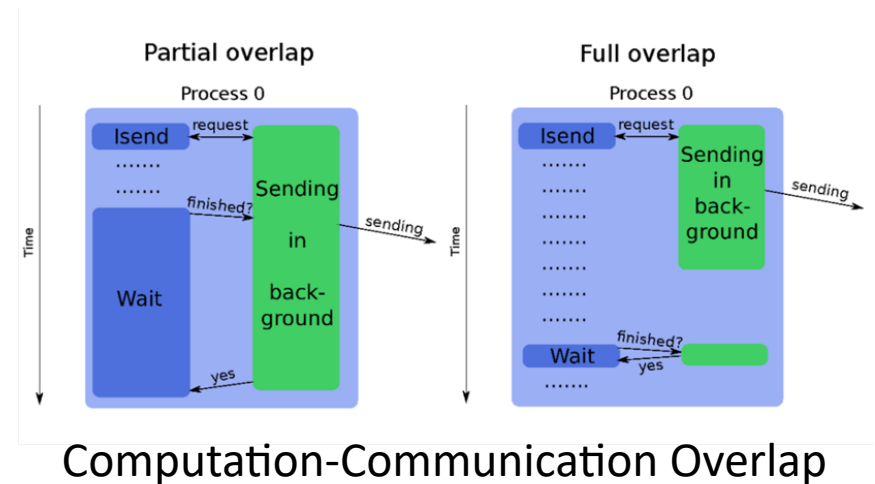 Partial overlap
Process 0
Time
Isend
request
.......
.......
finished?
Wait
Sending
in
back-
ground
sending
yes
Full overlap
Process 0
Time
Isend
request
.......
.......
.......
.......
.......
.......
.......
Sending
in
back-
ground
sending
Wait
finished?
yes
.......
Computation-Communication Overlap